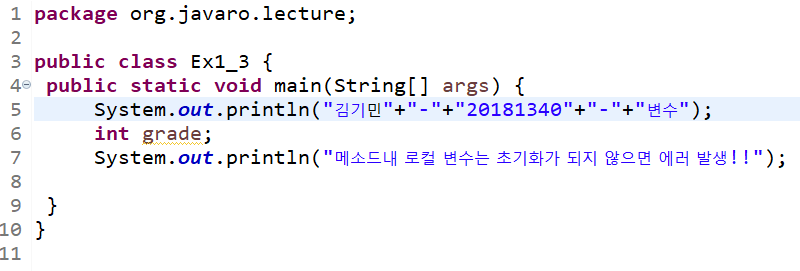 1 package org.javaro.lecture;
2
3 public class Ex1_3 {
4 public static void main(String[] args) {
5 System.out.println("김기민"+"-"+"20181340"+"-"+"변수");
6 int grade;
7 System.out.println("메소드내 로컬 변수는 초기화가 되지 않으면 에러 발생!!");
8
9 }
10 }
11